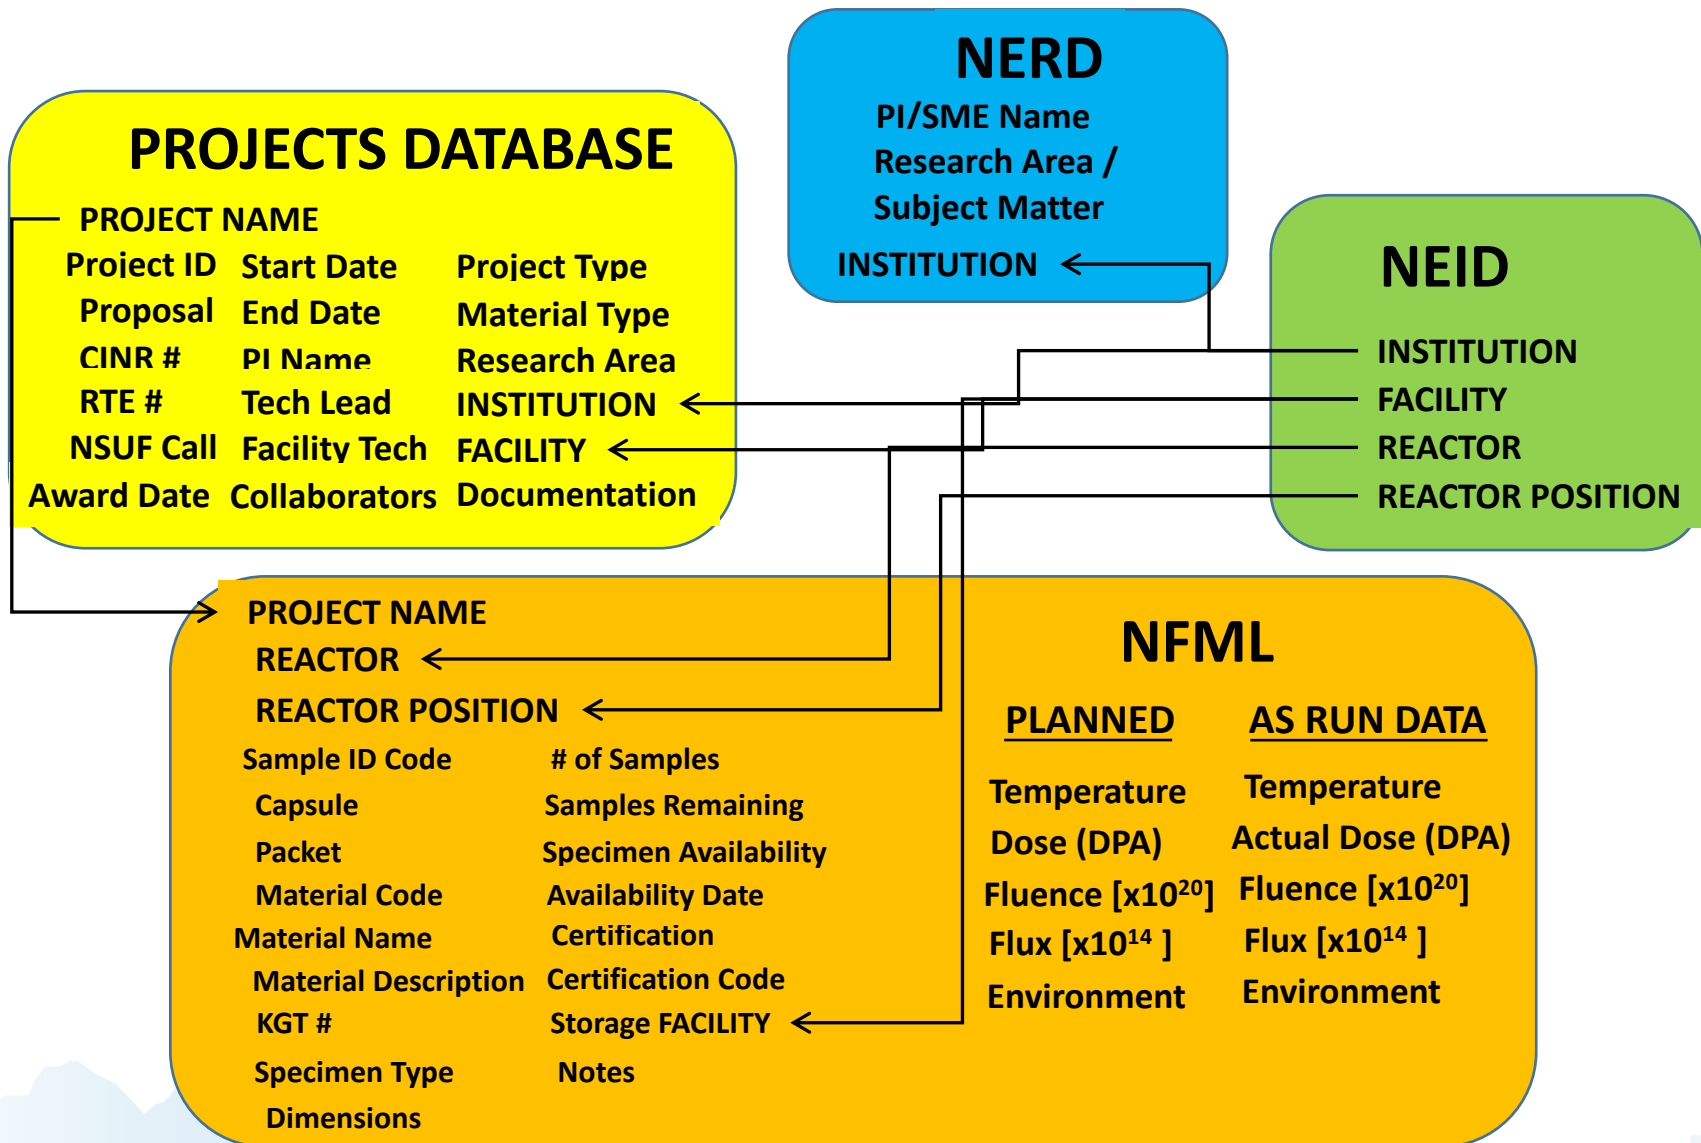 NERD
PI/SME Name
Research Area /
Subject Matter
INSTITUTION
PROJECTS DATABASE
PROJECT NAME
Project ID Start Date Project Type
Proposal End Date Material Type
CINR # PI Name Research Area
RTE # Tech Lead INSTITUTION
NSUF Call Facility Tech FACILITY
Award Date Collaborators Documentation
NEID
INSTITUTION
FACILITY
REACTOR
REACTOR POSITION
NFML
PROJECT NAME
REACTOR
REACTOR POSITION
Sample ID Code # of Samples
Capsule Samples Remaining
Packet Specimen Availability
Material Code Availability Date
Material Name Certification
Material Description Certification Code
KGT # Storage FACILITY
Specimen Type Notes
Dimensions
PLANNED AS RUN DATA
Temperature Temperature
Dose (DPA) Actual Dose (DPA)
Fluence [x10²⁰] Fluence [x10²⁰]
Flux [x10¹⁴ ] Flux [x10¹⁴ ]
Environment Environment